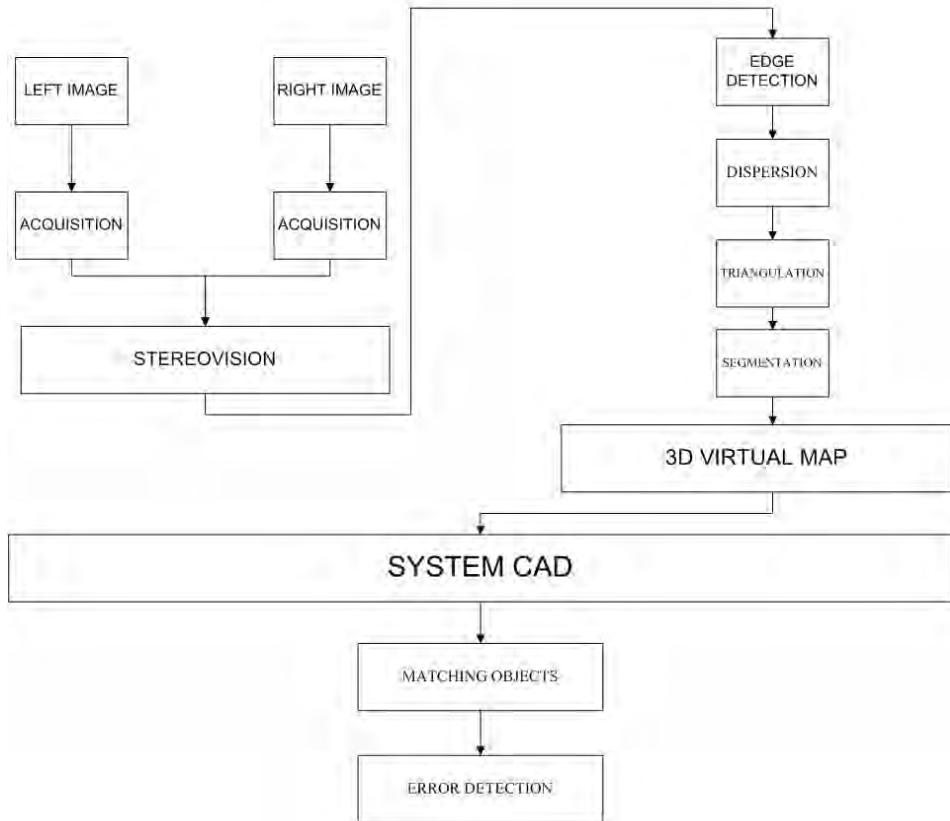 LEFT IMAGE
RIGHT IMAGE
ACQUISITION
ACQUISITION
STEREOVISION
EDGE
DETECTION
DISPERSION
TRIANGULATION
SEGMENTATION
3D VIRTUAL MAP
SYSTEM CAD
MATCHING OBJECTS
ERROR DETECTION